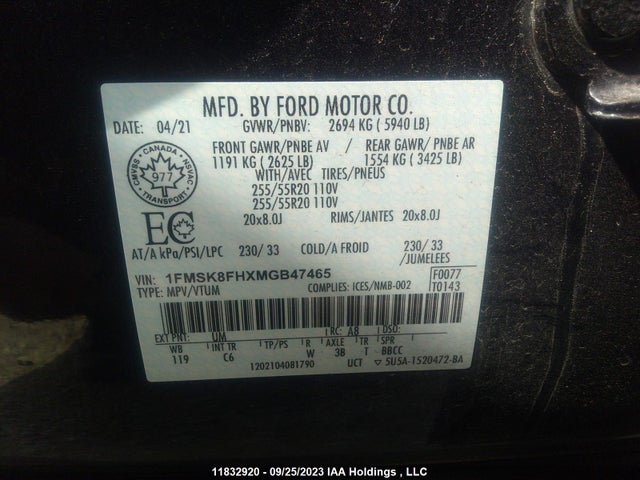 MFD. BY FORD MOTOR CO.
DATE: 04/21 GVWR/PNBV: 2694 KG ( 5940 LB)
FRONT GAWR/PNBE AV / REAR GAWR/ PNBE AR
1191 KG ( 2625 LB) 1554 KG ( 3425 LB)
WITH/AVEC TIRES/PNEUS
255/55R20 110V
255/55R20 110V
20x8.0J RIMS/JANTES 20x8.0J
CMVSS · CANADA · NSVAC
977
TRANSPORT
EC
AT/A kPa/PSI/LPC 230/ 33 COLD/A FROID 230/ 33
/JUMELEES
VIN: 1FMSK8FHXMGB47465 F0077
TYPE: MPV/VTUM COMPLIES: ICES/NMB-002 T0143
EXT PNT: UM RC: A8 DSO:
WB INT TR TP/PS R AXLE TR SPR
119 C6 W 3B T BBCC
1202104081790 UCT ▽ 5U5A-1520472-BA
11832920 - 09/25/2023 IAA Holdings , LLC